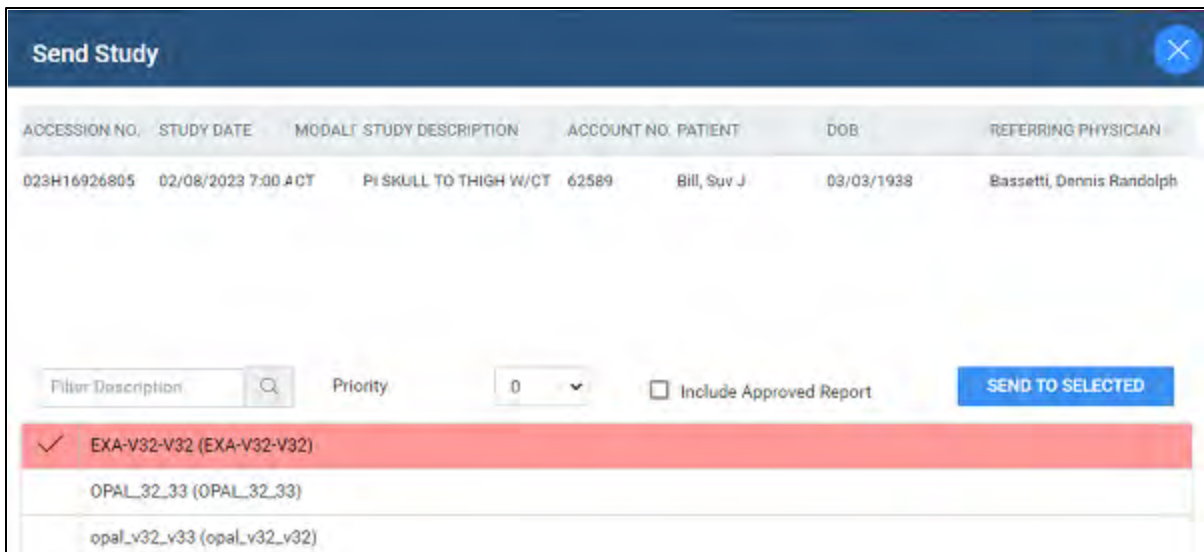 Send Study
ACCESSION NO. STUDY DATE MODALI STUDY DESCRIPTION ACCOUNT NO. PATIENT DOB REFERRING PHYSICIAN
023H16926805 02/08/2023 7:00 A CT PI SKULL TO THIGH W/CT 62589 Bill, Suv J 03/03/1938 Bassetti, Dennis Randolph
Filter Description Priority 0 Include Approved Report SEND TO SELECTED
EXA-V32-V32 (EXA-V32-V32)
OPAL_32_33 (OPAL_32_33)
opal_v32_v33 (opal_v32_v32)